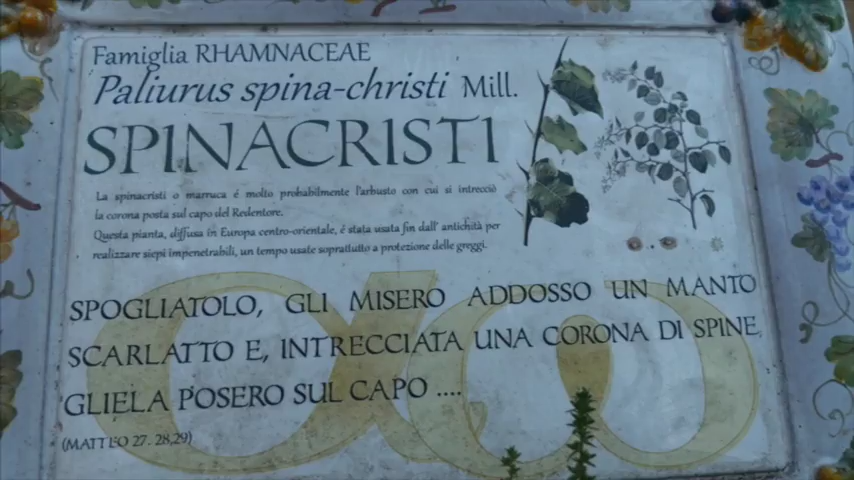 Famiglia RHAMNACEAE
Paliurus spina-christi Mill.
SPINACRISTI
La spinacristi o marruca é molto probabilmente l'arbusto con cui si intrecciò
la corona posta sul capo del Redentore.
Questa pianta, diffusa in Europa centro-orientale, é stata usata fin dall' antichità per
realizzare siepi impenetrabili, un tempo usate soprattutto a protezione delle greggi.
SPOGLIATOLO, GLI MISERO ADDOSSO UN MANTO
SCARLATTO E, INTRECCIATA UNA CORONA DI SPINE,
GLIELA POSERO SUL CAPO ....
(MATTEO 27. 28,29)